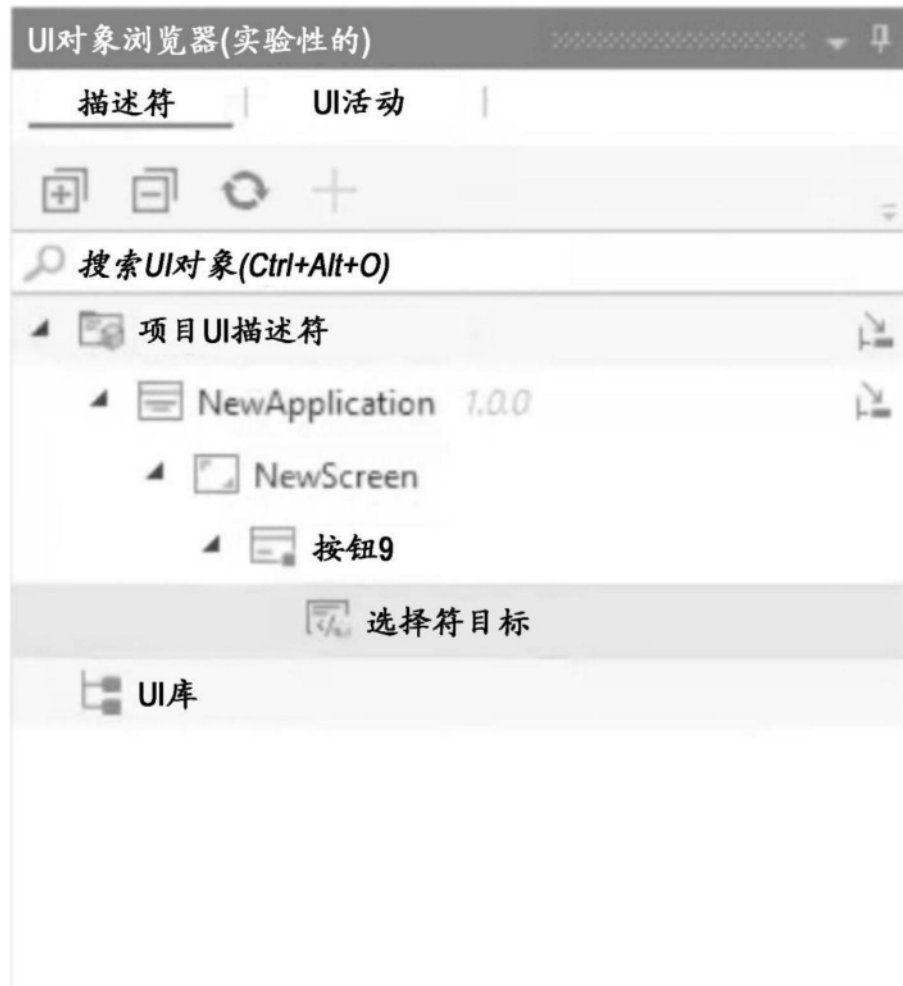 UI对象浏览器(实验性的)
描述符 UI活动
搜索UI对象(Ctrl+Alt+O)
项目UI描述符
NewApplication 1.0.0
NewScreen
按钮9
选择符目标
UI库